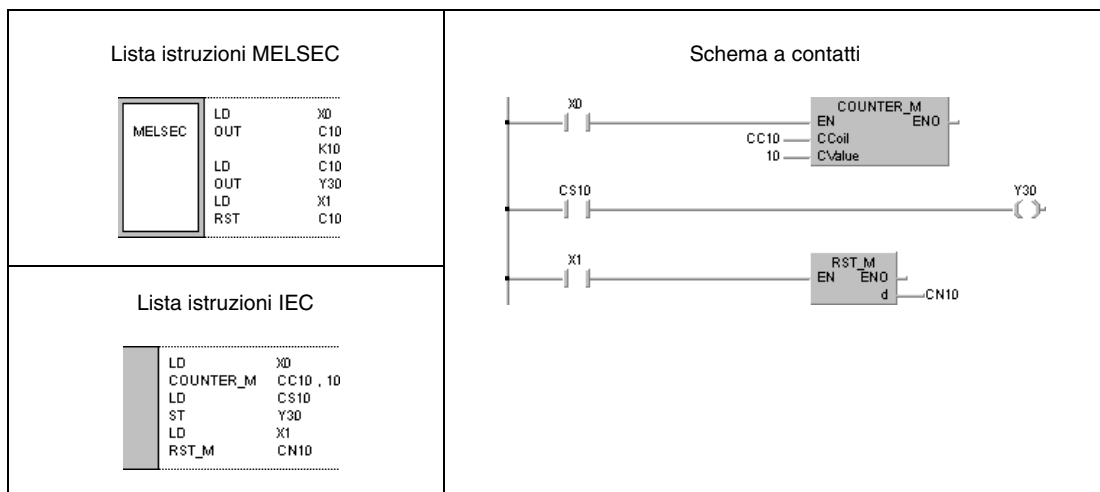 Lista istruzioni MELSEC
MELSEC
LD X0
OUT C10
K10
LD C10
OUT Y30
LD X1
RST C10
Lista istruzioni IEC
LD X0
COUNTER_M CC10 , 10
LD CS10
ST Y30
LD X1
RST_M CN10
Schema a contatti
X0
COUNTER_M
EN ENO
CC10 CCoil
10 CValue
CS10
Y30
X1
RST_M
EN ENO
d CN10